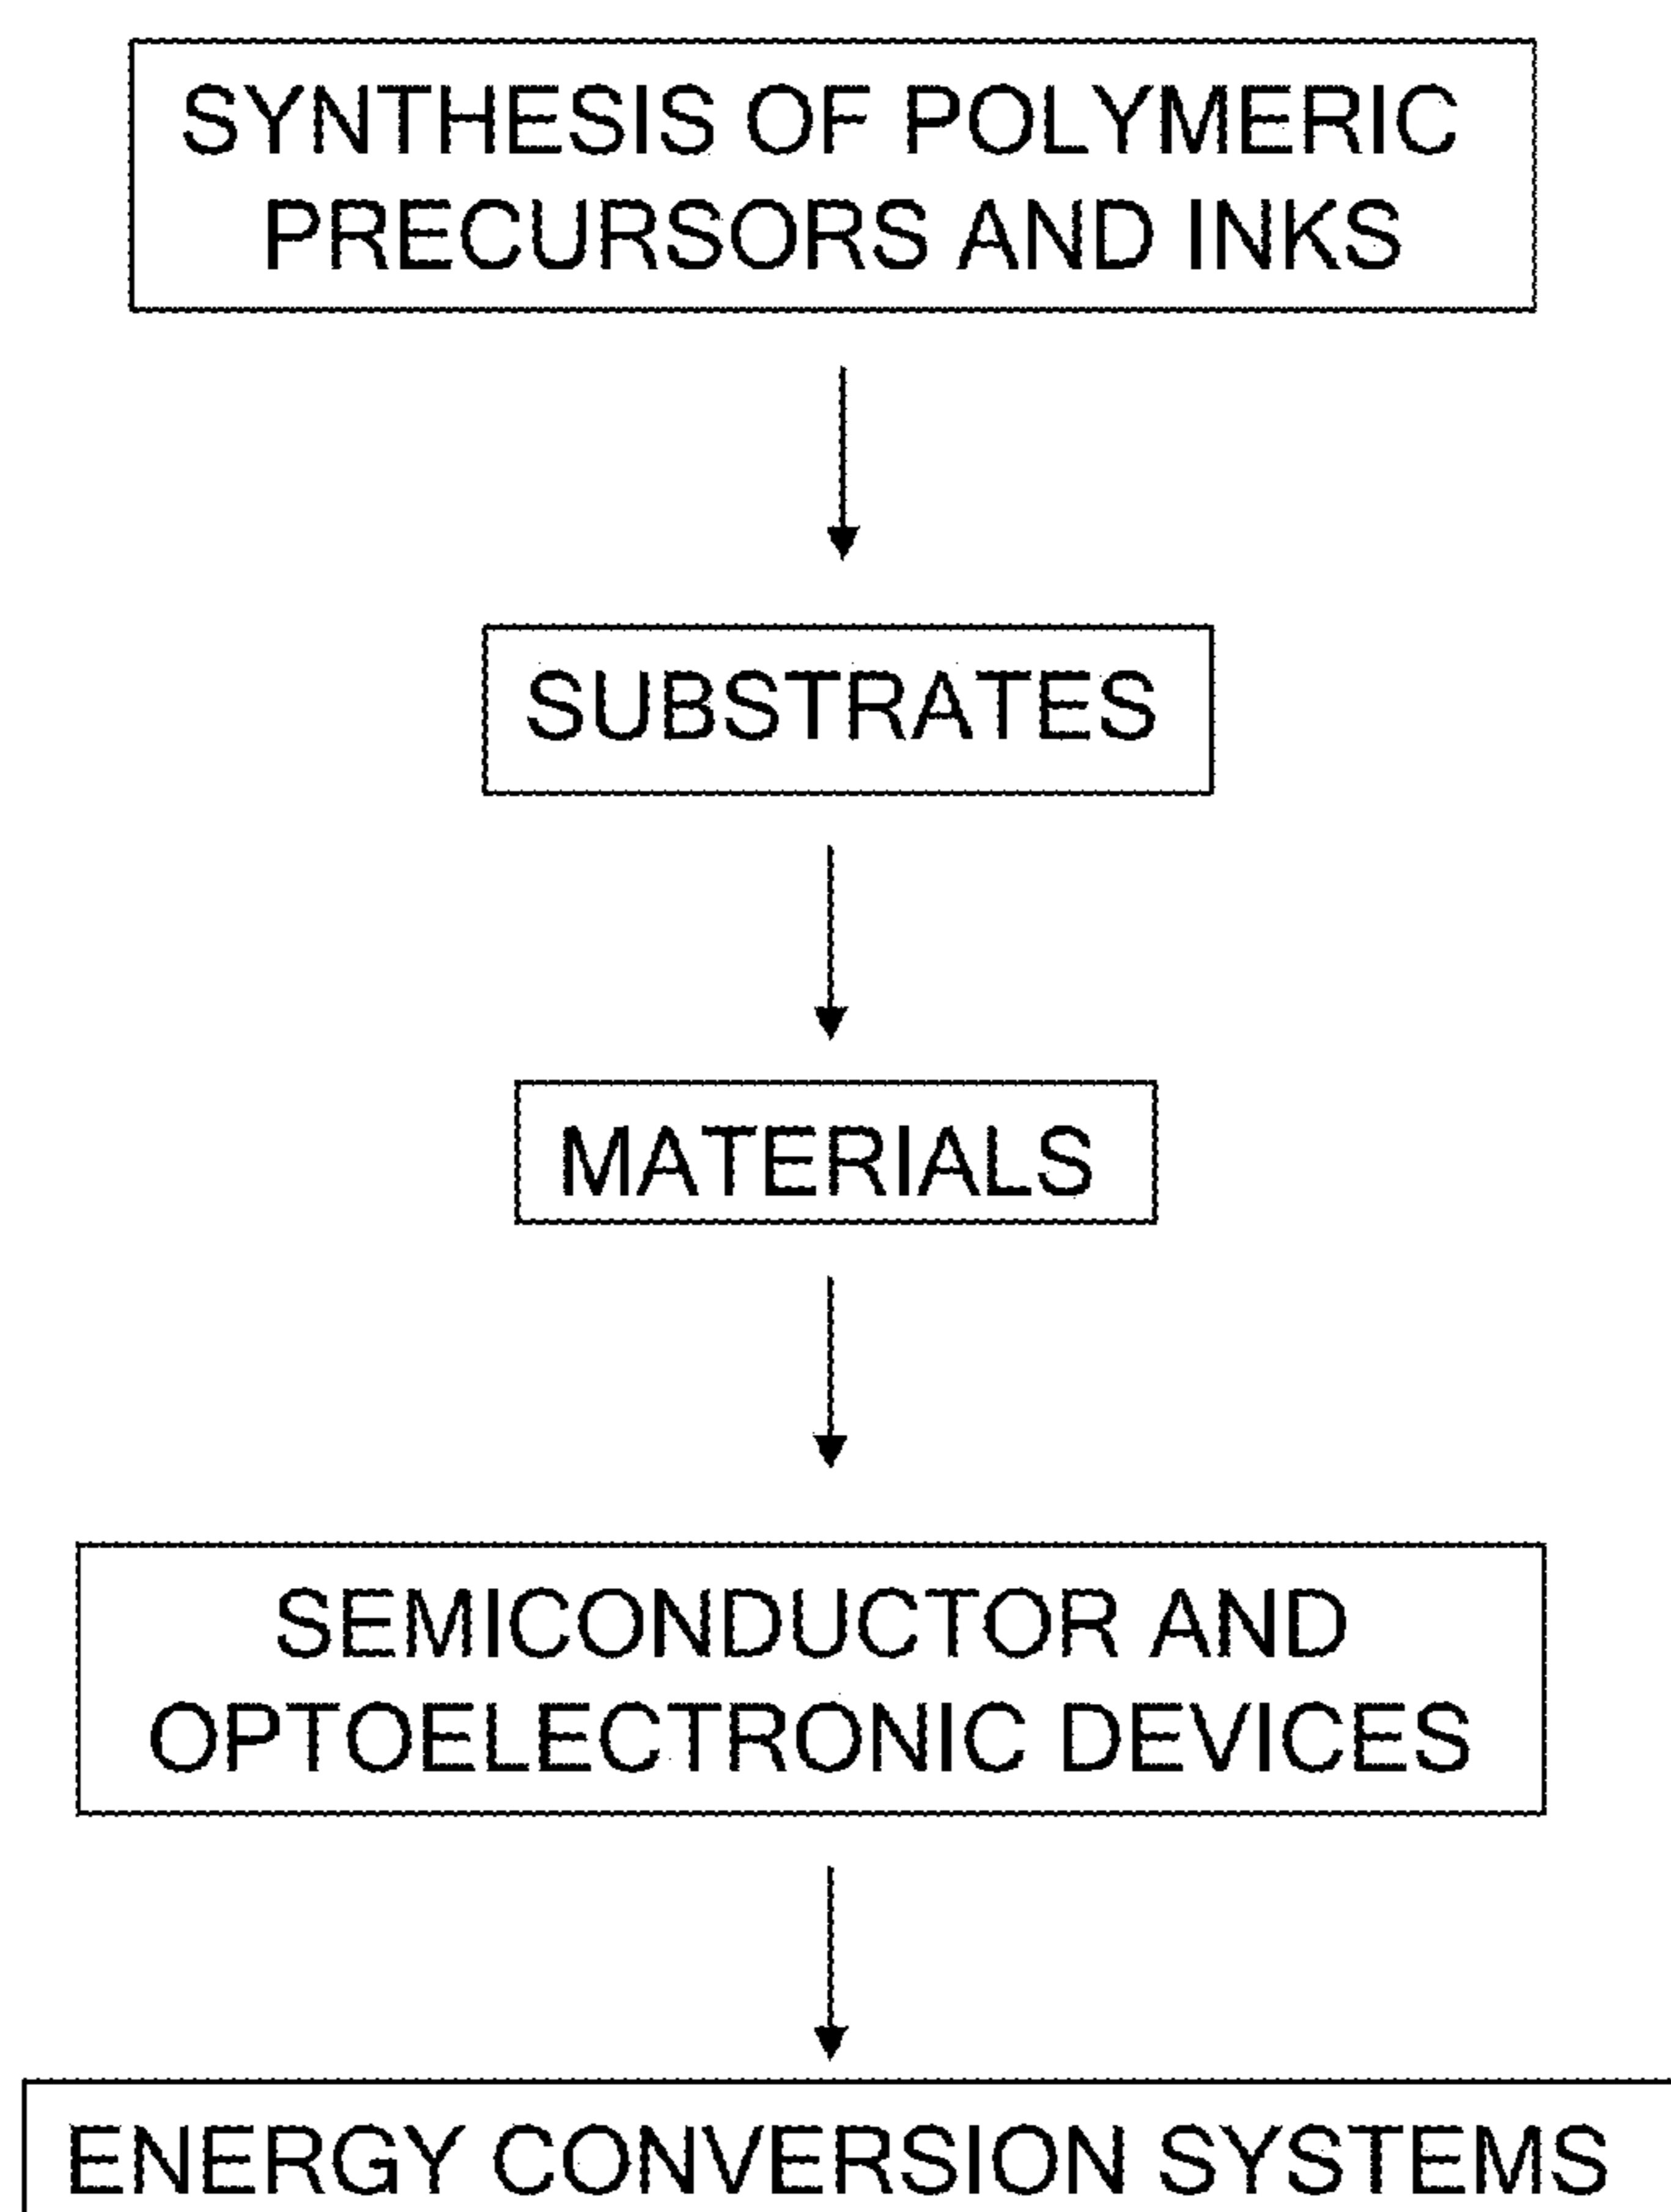 SYNTHESIS OF POLYMERIC
PRECURSORS AND INKS
SUBSTRATES
MATERIALS
SEMICONDUCTOR AND
OPTOELECTRONIC DEVICES
ENERGY CONVERSION SYSTEMS